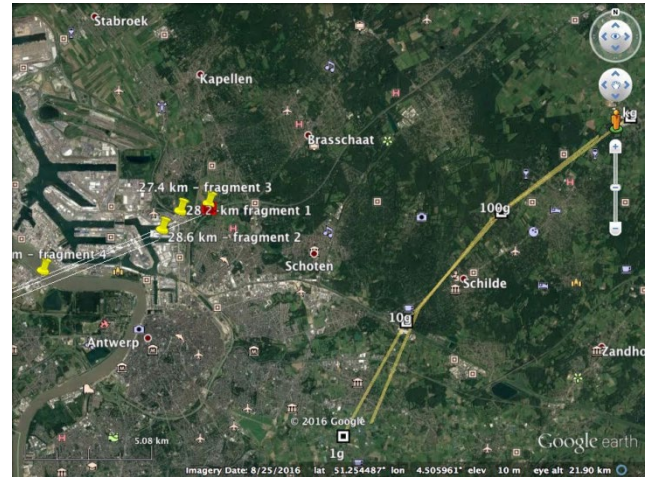 Stabroek
N
Kapellen
kg
Brasschaat
27.4 km - fragment 3
100g
28.2 km fragment 1
28.6 km - fragment 2
m - fragment 4
Schoten
Schilde
10g
Antwerp
Zandho
© 2016 Google
5.08 km
1g
Google earth
Imagery Date: 8/25/2016 lat 51.254487° lon 4.505961° elev 10 m eye alt 21.90 km